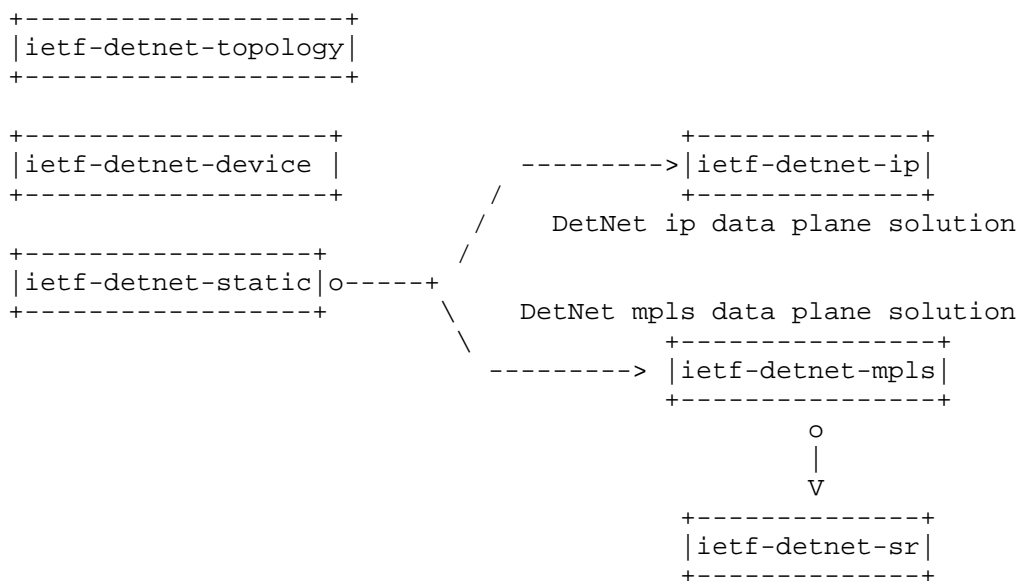 +---------------------+
|ietf-detnet-topology|
+---------------------+
+--------------------+
|ietf-detnet-device |
+--------------------+
+---------------+
--------->|ietf-detnet-ip|
+---------------+
/
/
DetNet ip data plane solution
/
+-------------------+
|ietf-detnet-static|o-----+
+-------------------+
\
DetNet mpls data plane solution
\
+-----------------+
---------> |ietf-detnet-mpls|
+-----------------+
o
|
V
+---------------+
|ietf-detnet-sr|
+---------------+